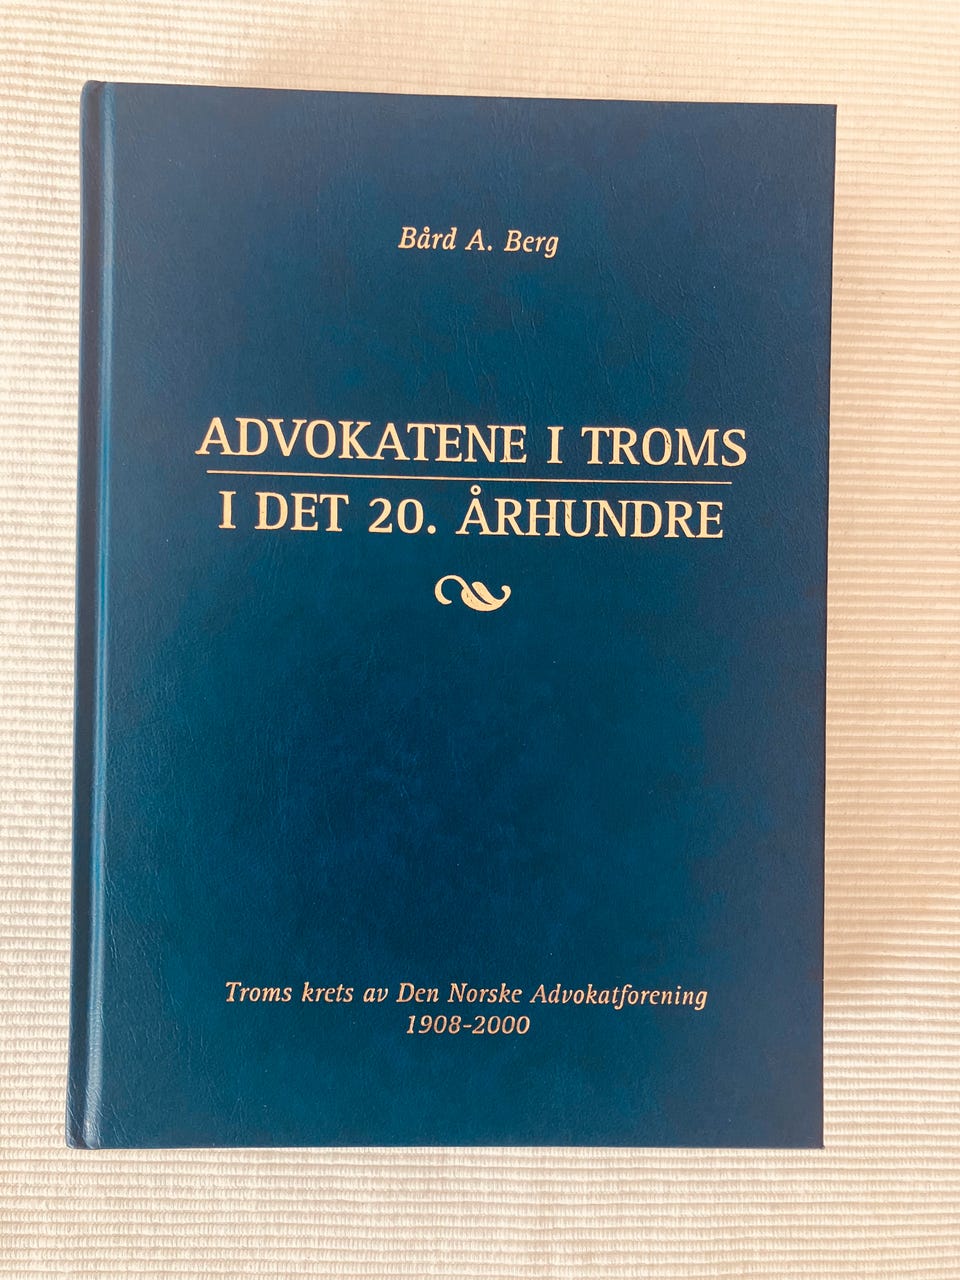 Bård A. Berg
ADVOKATENE I TROMS
I DET 20. ÅRHUNDRE
Troms krets av Den Norske Advokatforening
1908-2000